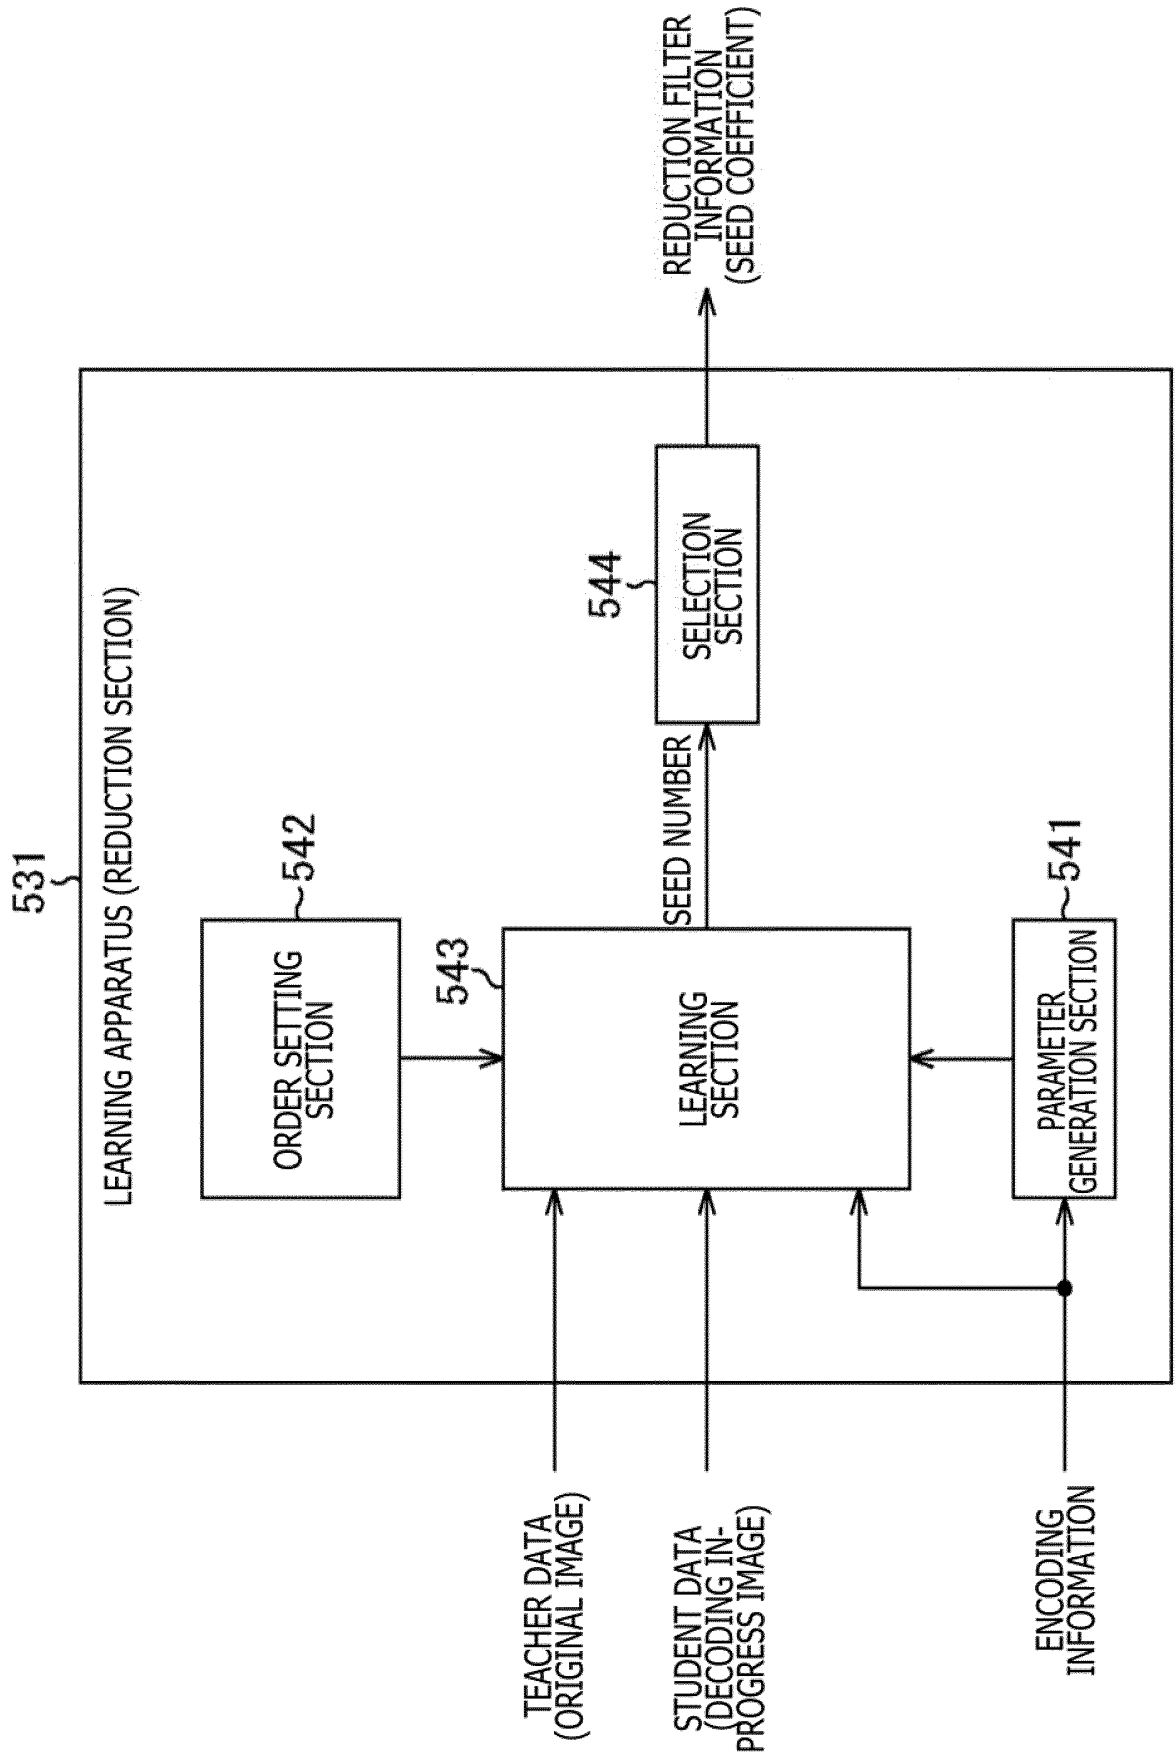 531
LEARNING APPARATUS (REDUCTION SECTION)
542
ORDER SETTING
SECTION
TEACHER DATA
(ORIGINAL IMAGE)
543
LEARNING
SECTION
STUDENT DATA
(DECODING IN-
PROGRESS IMAGE)
SEED NUMBER
544
SELECTION
SECTION
REDUCTION FILTER
INFORMATION
(SEED COEFFICIENT)
541
PARAMETER
GENERATION SECTION
ENCODING
INFORMATION